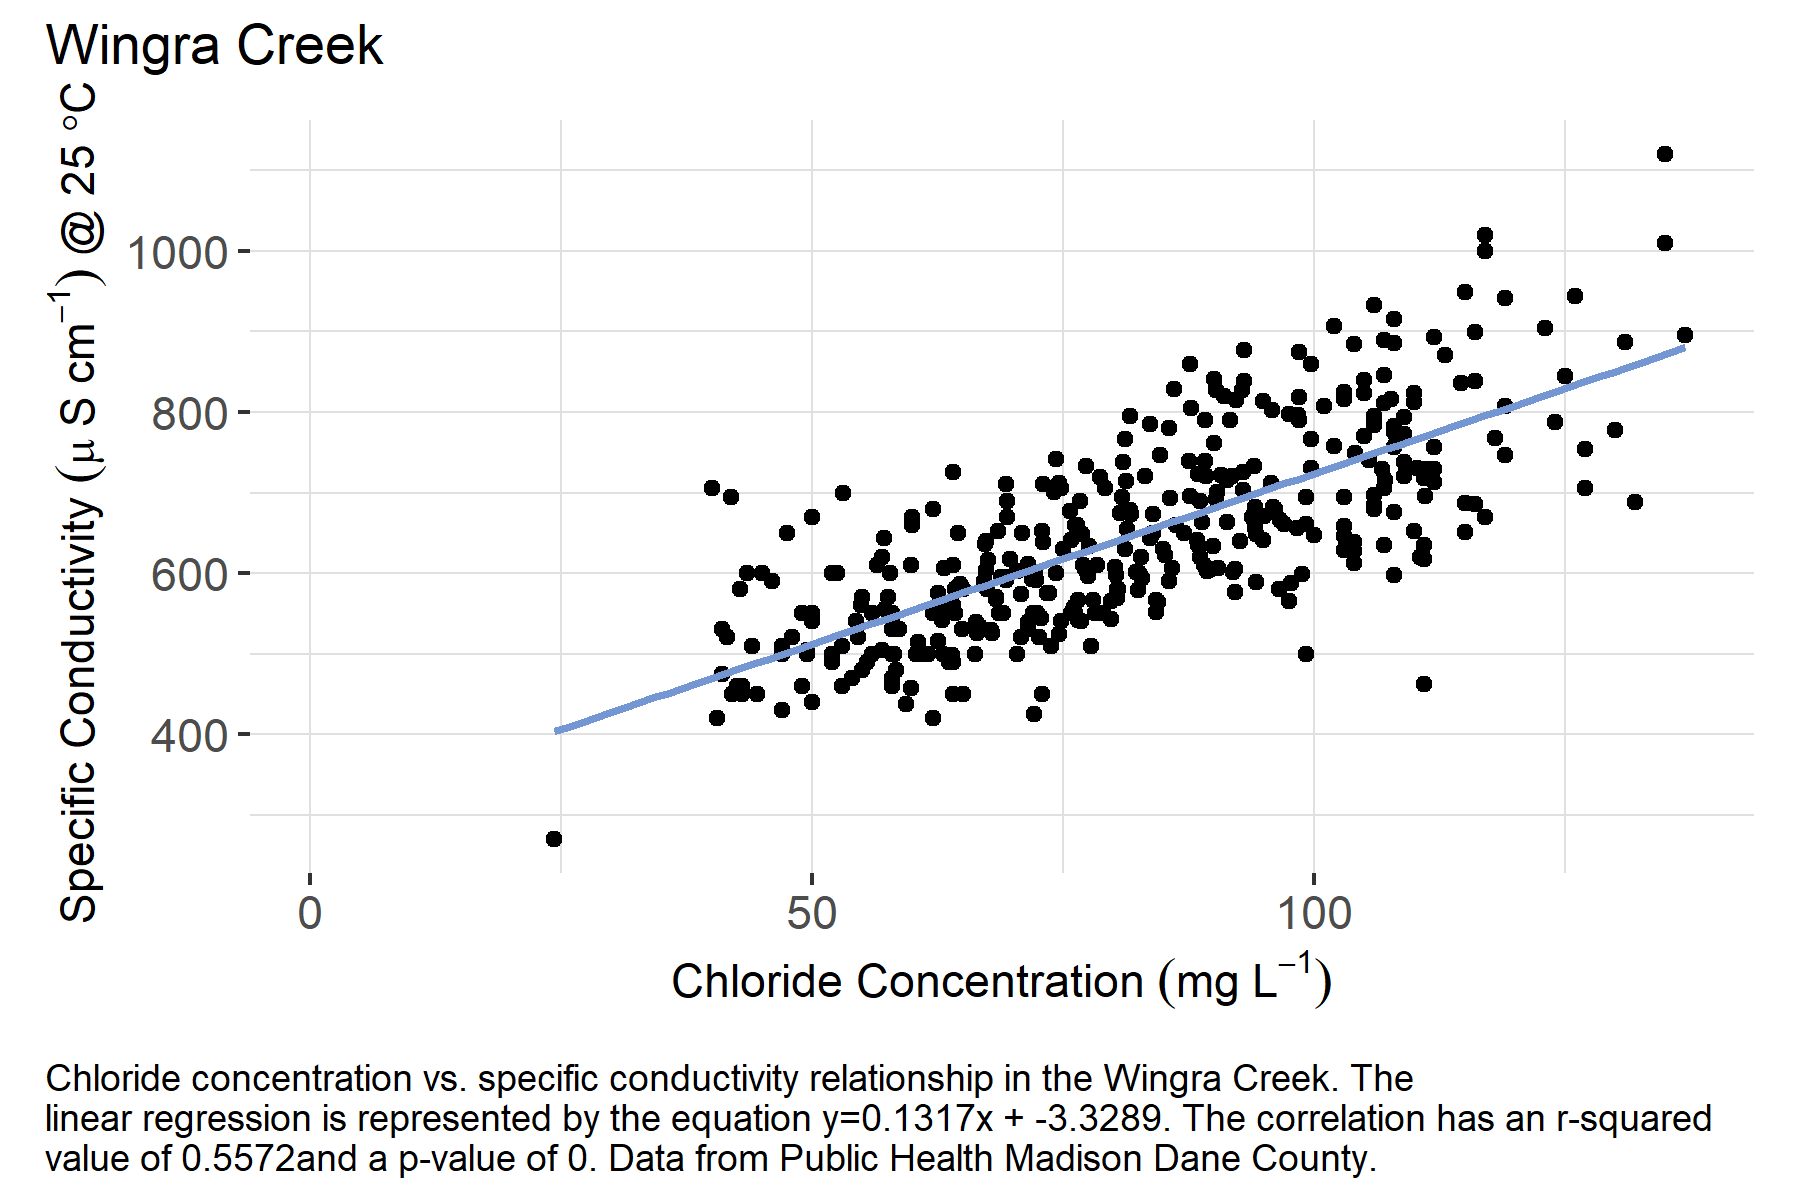 Wingra Creek
Specific Conductivity (μ S cm⁻¹) @ 25 °C
1000
800
600
400
0 50 100
Chloride Concentration (mg L⁻¹)
Chloride concentration vs. specific conductivity relationship in the Wingra Creek. The
linear regression is represented by the equation y=0.1317x + -3.3289. The correlation has an r-squared
value of 0.5572and a p-value of 0. Data from Public Health Madison Dane County.